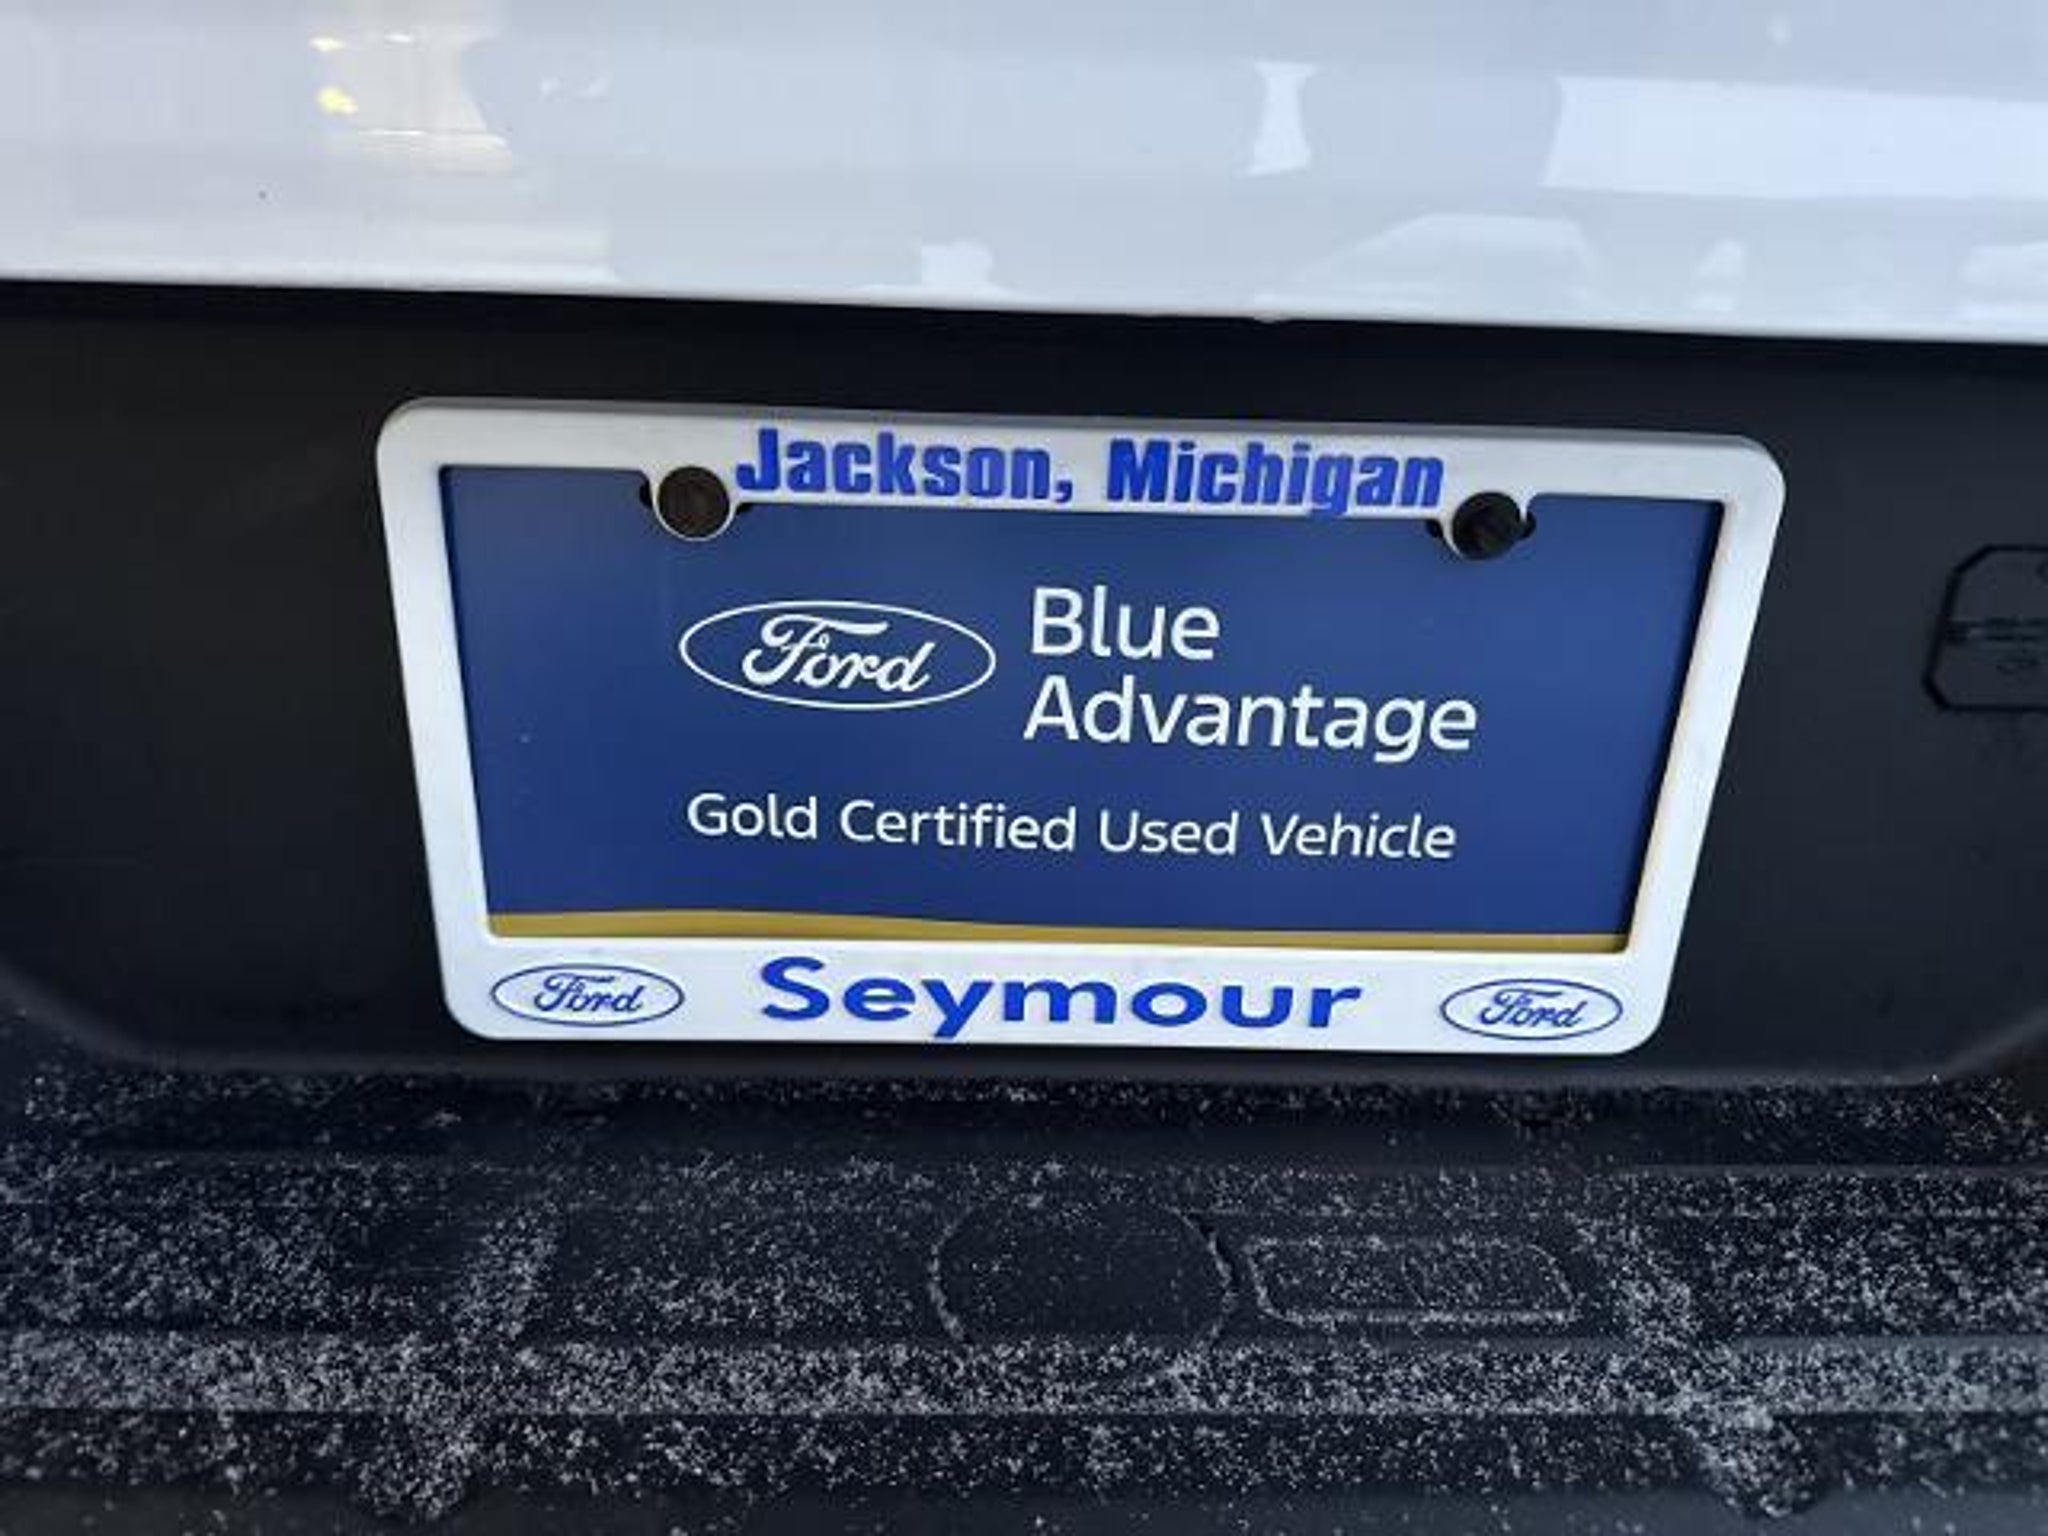 Jackson, Michigan
Ford
Blue
Advantage
Gold Certified Used Vehicle
Ford Seymour Ford